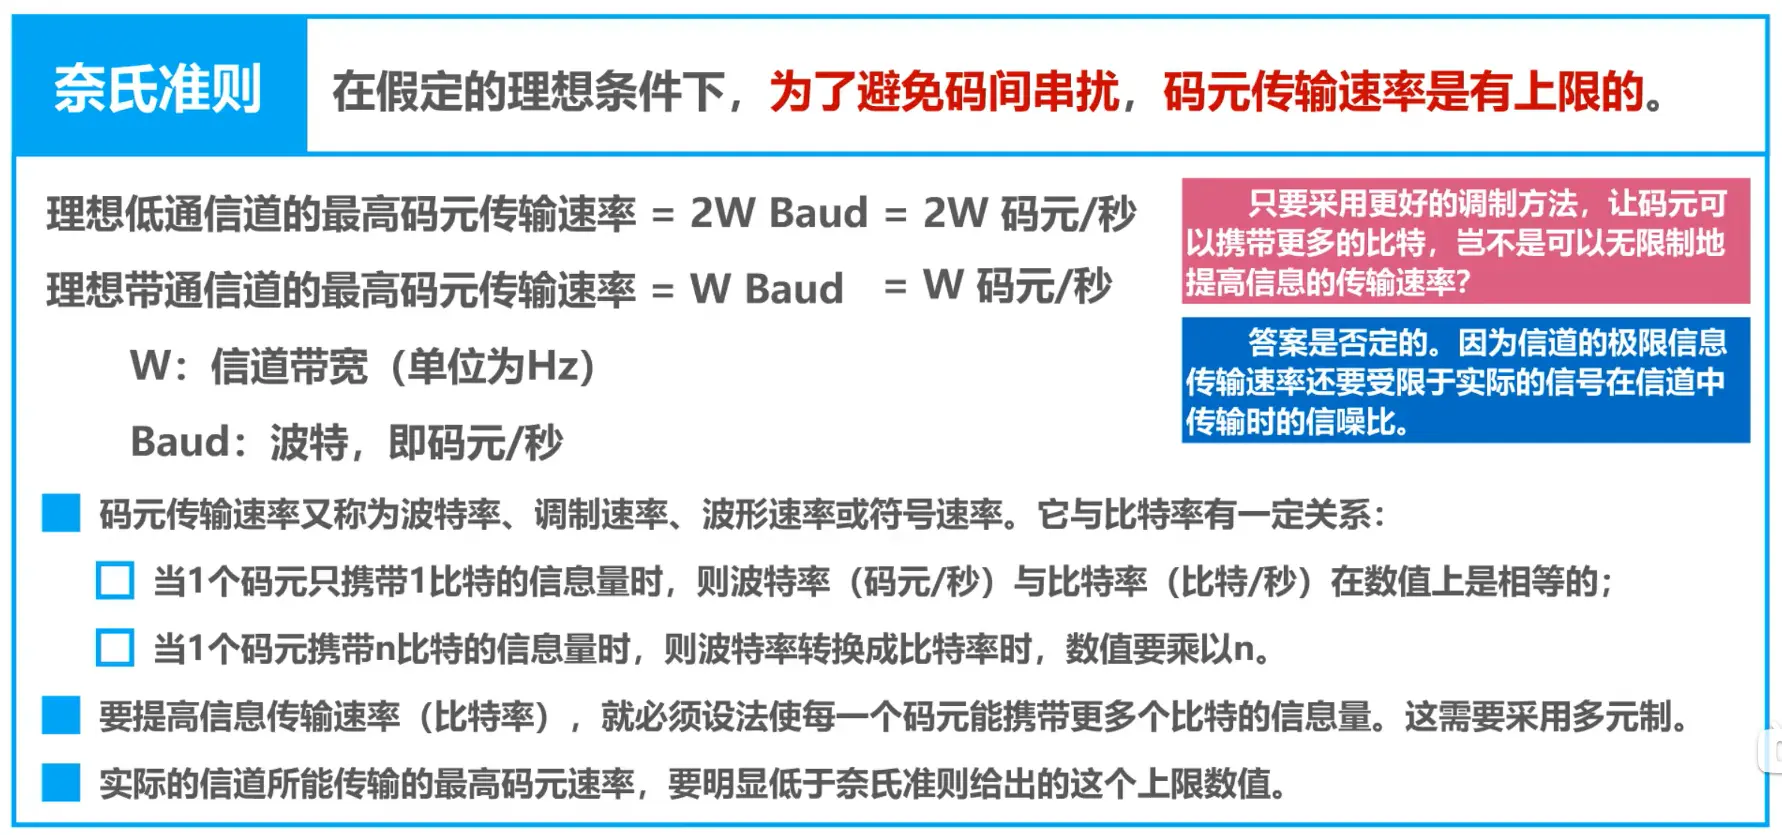 奈氏准则
在假定的理想条件下，为了避免码间串扰，码元传输速率是有上限的。
理想低通信道的最高码元传输速率 = 2W Baud = 2W 码元/秒
理想带通信道的最高码元传输速率 = W Baud = W 码元/秒
W：信道带宽（单位为Hz）
Baud：波特，即码元/秒
只要采用更好的调制方法，让码元可
以携带更多的比特，岂不是可以无限制地
提高信息的传输速率？
答案是否定的。因为信道的极限信息
传输速率还要受限于实际的信号在信道中
传输时的信噪比。
码元传输速率又称为波特率、调制速率、波形速率或符号速率。它与比特率有一定关系：
当1个码元只携带1比特的信息量时，则波特率（码元/秒）与比特率（比特/秒）在数值上是相等的；
当1个码元携带n比特的信息量时，则波特率转换成比特率时，数值要乘以n。
要提高信息传输速率（比特率），就必须设法使每一个码元能携带更多个比特的信息量。这需要采用多元制。
实际的信道所能传输的最高码元速率，要明显低于奈氏准则给出的这个上限数值。